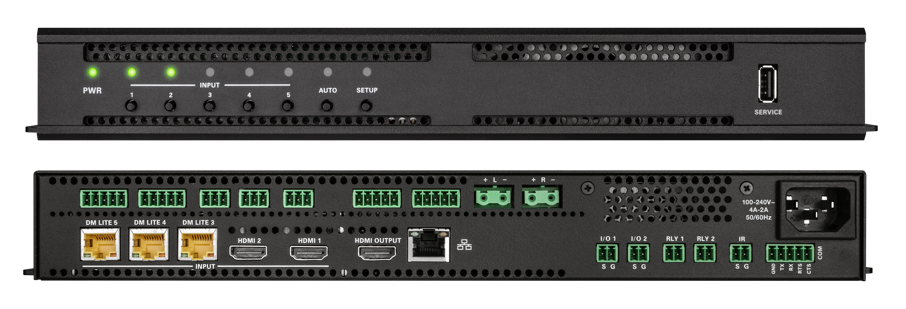 PWR
INPUT
1 2 3 4 5
AUTO
SETUP
SERVICE
+ L −
+ R −
100-240V~
4A-2A
50/60Hz
DM LITE 5
DM LITE 4
DM LITE 3
HDMI 2
HDMI 1
HDMI OUTPUT
INPUT
I/O 1
I/O 2
RLY 1
RLY 2
IR
S G
S G
S G
GND
TX
RX
RTS
CTS
COM